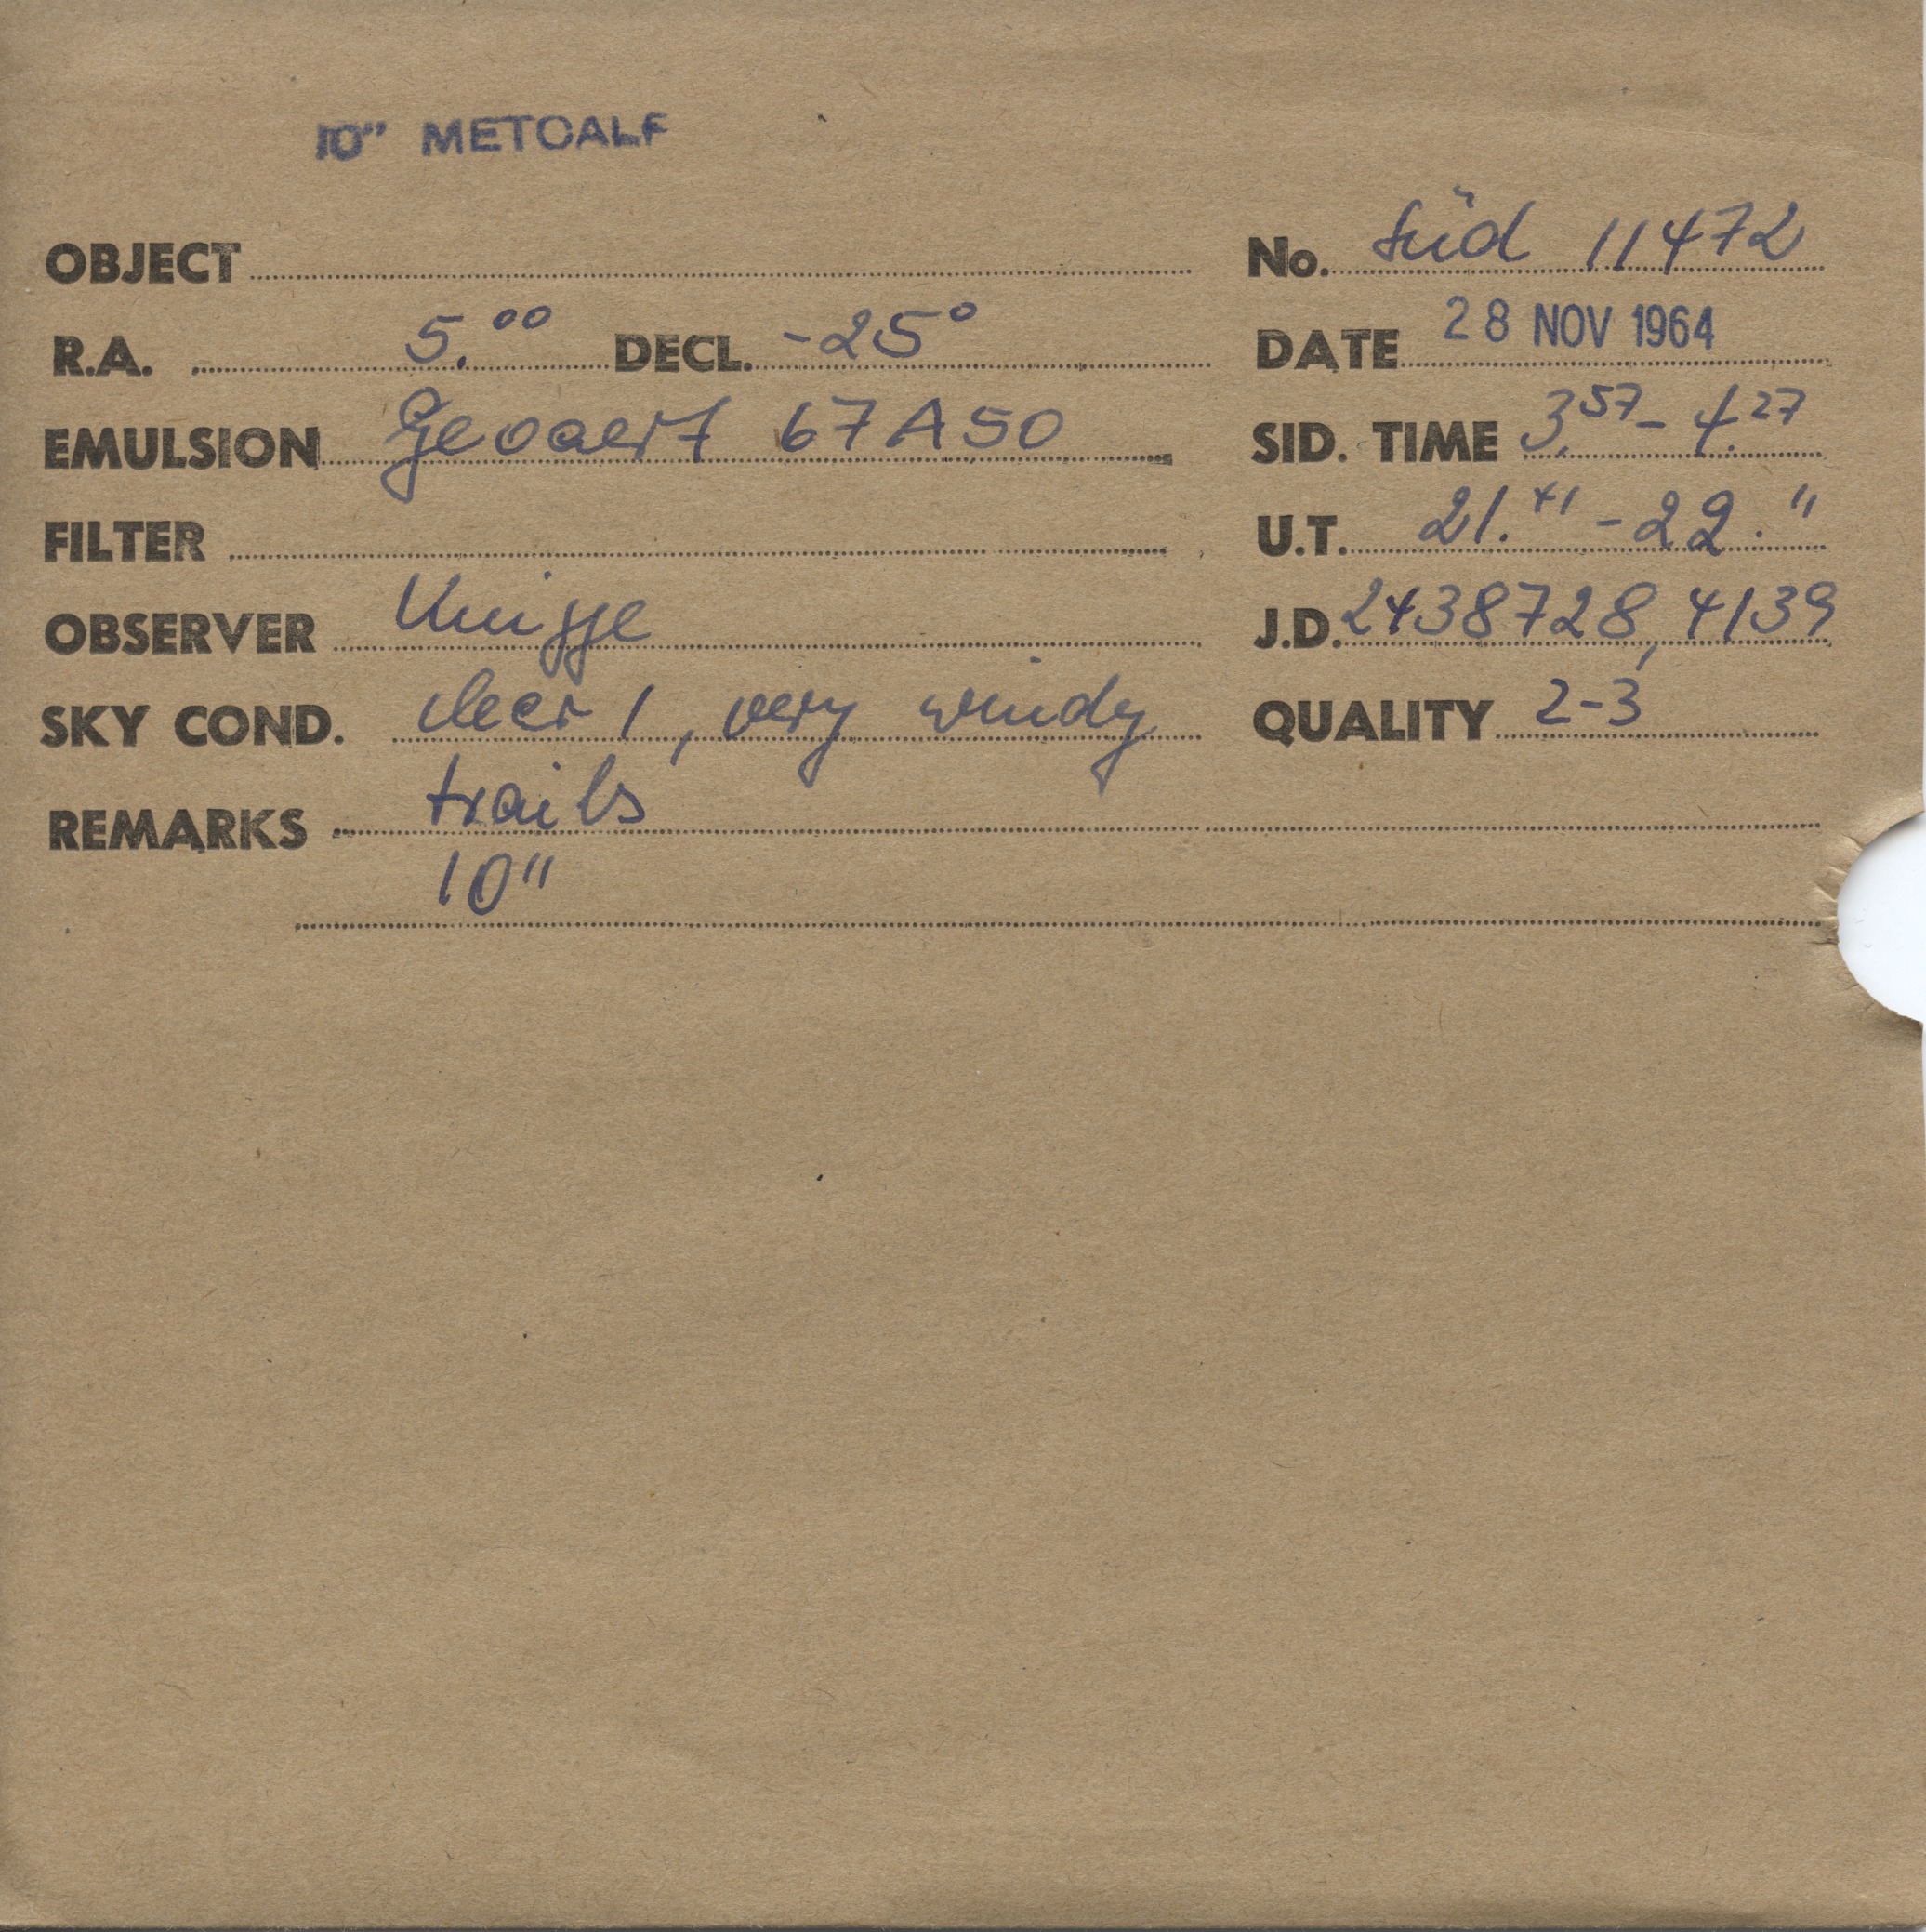 10" METCALF
OBJECT No. Süd 11472
R.A. 5.00 DECL. -25° DATE 28 NOV 1964
EMULSION Gevaert 67A50 SID. TIME 3.57 - 4.27
FILTER U.T. 21.41 - 22.11
OBSERVER Knigge J.D. 2438728,4139
SKY COND. clear 1, very windy QUALITY 2-3
REMARKS trails
10"